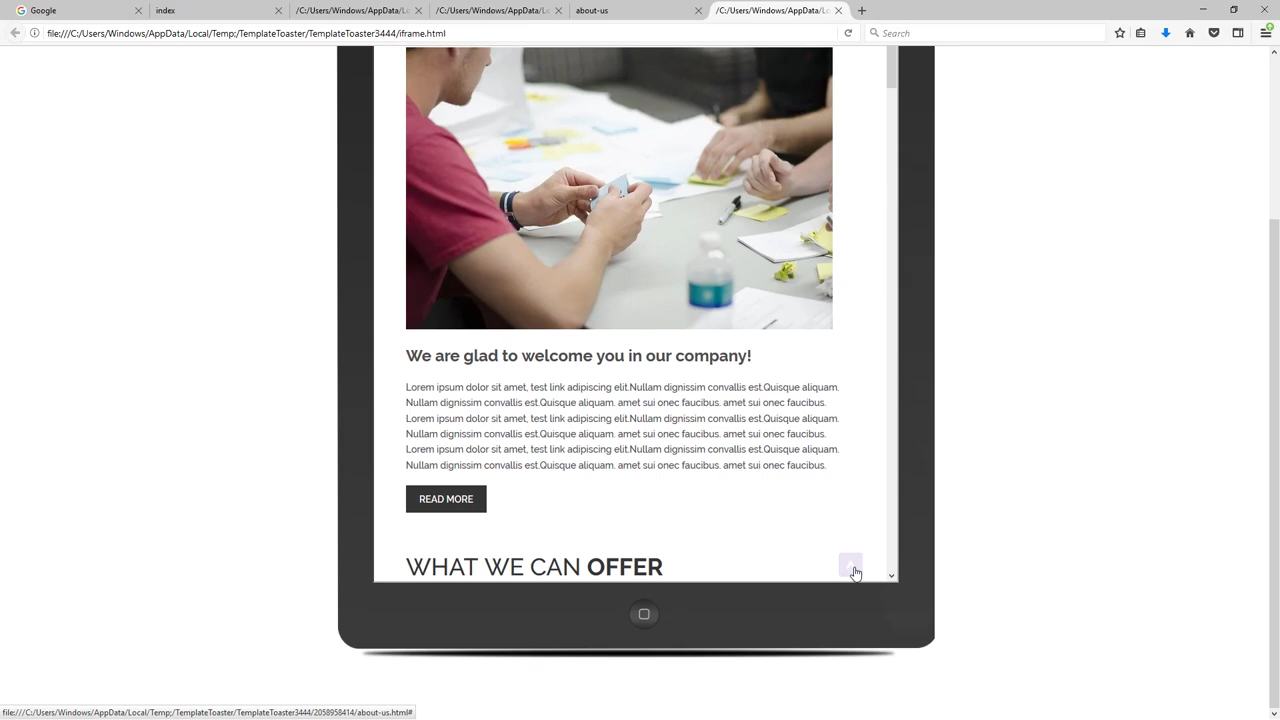 Google
index
/C:/Users/Windows/AppData/Lo
/C:/Users/Windows/AppData/Lo
about-us
/C:/Users/Windows/AppData/Lo
file:///C:/Users/Windows/AppData/Local/Temp;/TemplateToaster/TemplateToaster3444/iframe.html
Search
We are glad to welcome you in our company!
Lorem ipsum dolor sit amet, test link adipiscing elit.Nullam dignissim convallis est.Quisque aliquam.
Nullam dignissim convallis est.Quisque aliquam. amet sui onec faucibus. amet sui onec faucibus.
Lorem ipsum dolor sit amet, test link adipiscing elit.Nullam dignissim convallis est.Quisque aliquam.
Nullam dignissim convallis est.Quisque aliquam. amet sui onec faucibus. amet sui onec faucibus.
Lorem ipsum dolor sit amet, test link adipiscing elit.Nullam dignissim convallis est.Quisque aliquam.
Nullam dignissim convallis est.Quisque aliquam. amet sui onec faucibus. amet sui onec faucibus.
READ MORE
WHAT WE CAN OFFER
file:///C:/Users/Windows/AppData/Local/Temp;/TemplateToaster/TemplateToaster3444/2058958414/about-us.html#